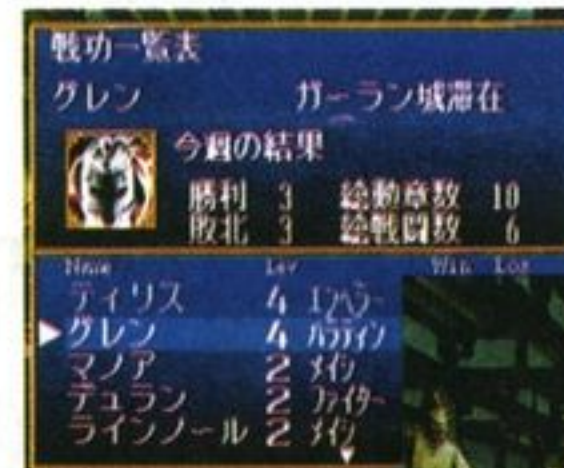 戦功一覧表
グレン ガーラン城滞在
今週の結果
勝利 3 総勲章数 10
敗北 3 総戦闘数 6
Name Lev Win Los
ティリス 4 エンペラー
グレン 4 パラディン
マノア 2 メイジ
デュラン 2 ファイター
ラインノール 2 メイジ